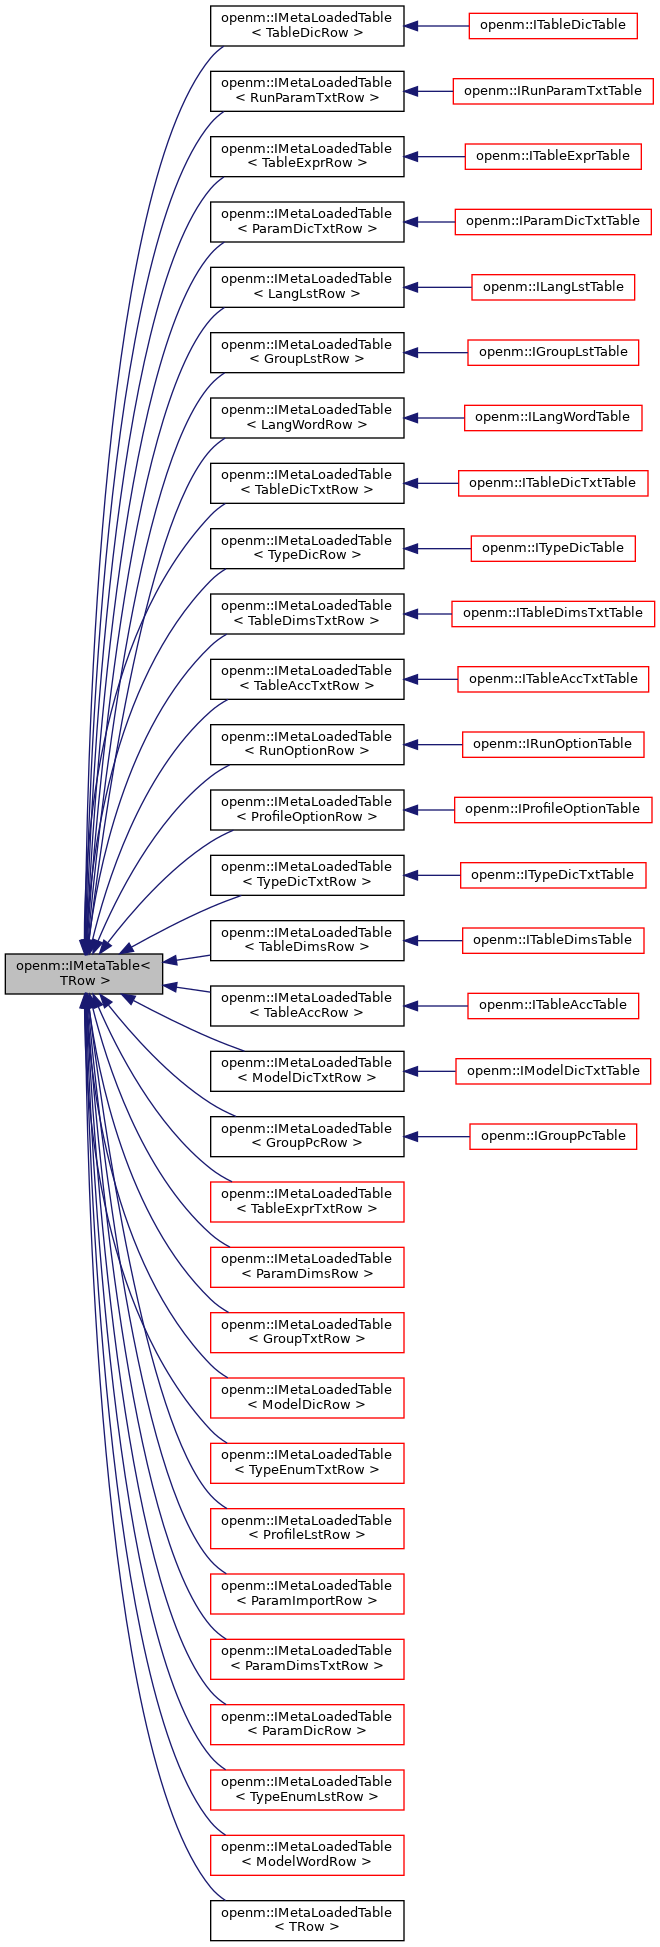 openm::IMetaLoadedTable
< TableDicRow >
openm::ITableDicTable
openm::IMetaLoadedTable
< RunParamTxtRow >
openm::IRunParamTxtTable
openm::IMetaLoadedTable
< TableExprRow >
openm::ITableExprTable
openm::IMetaLoadedTable
< ParamDicTxtRow >
openm::IParamDicTxtTable
openm::IMetaLoadedTable
< LangLstRow >
openm::ILangLstTable
openm::IMetaLoadedTable
< GroupLstRow >
openm::IGroupLstTable
openm::IMetaLoadedTable
< LangWordRow >
openm::ILangWordTable
openm::IMetaLoadedTable
< TableDicTxtRow >
openm::ITableDicTxtTable
openm::IMetaLoadedTable
< TypeDicRow >
openm::ITypeDicTable
openm::IMetaLoadedTable
< TableDimsTxtRow >
openm::ITableDimsTxtTable
openm::IMetaLoadedTable
< TableAccTxtRow >
openm::ITableAccTxtTable
openm::IMetaLoadedTable
< RunOptionRow >
openm::IRunOptionTable
openm::IMetaLoadedTable
< ProfileOptionRow >
openm::IProfileOptionTable
openm::IMetaLoadedTable
< TypeDicTxtRow >
openm::ITypeDicTxtTable
openm::IMetaLoadedTable
< TableDimsRow >
openm::ITableDimsTable
openm::IMetaTable<
TRow >
openm::IMetaLoadedTable
< TableAccRow >
openm::ITableAccTable
openm::IMetaLoadedTable
< ModelDicTxtRow >
openm::IModelDicTxtTable
openm::IMetaLoadedTable
< GroupPcRow >
openm::IGroupPcTable
openm::IMetaLoadedTable
< TableExprTxtRow >
openm::IMetaLoadedTable
< ParamDimsRow >
openm::IMetaLoadedTable
< GroupTxtRow >
openm::IMetaLoadedTable
< ModelDicRow >
openm::IMetaLoadedTable
< TypeEnumTxtRow >
openm::IMetaLoadedTable
< ProfileLstRow >
openm::IMetaLoadedTable
< ParamImportRow >
openm::IMetaLoadedTable
< ParamDimsTxtRow >
openm::IMetaLoadedTable
< ParamDicRow >
openm::IMetaLoadedTable
< TypeEnumLstRow >
openm::IMetaLoadedTable
< ModelWordRow >
openm::IMetaLoadedTable
< TRow >